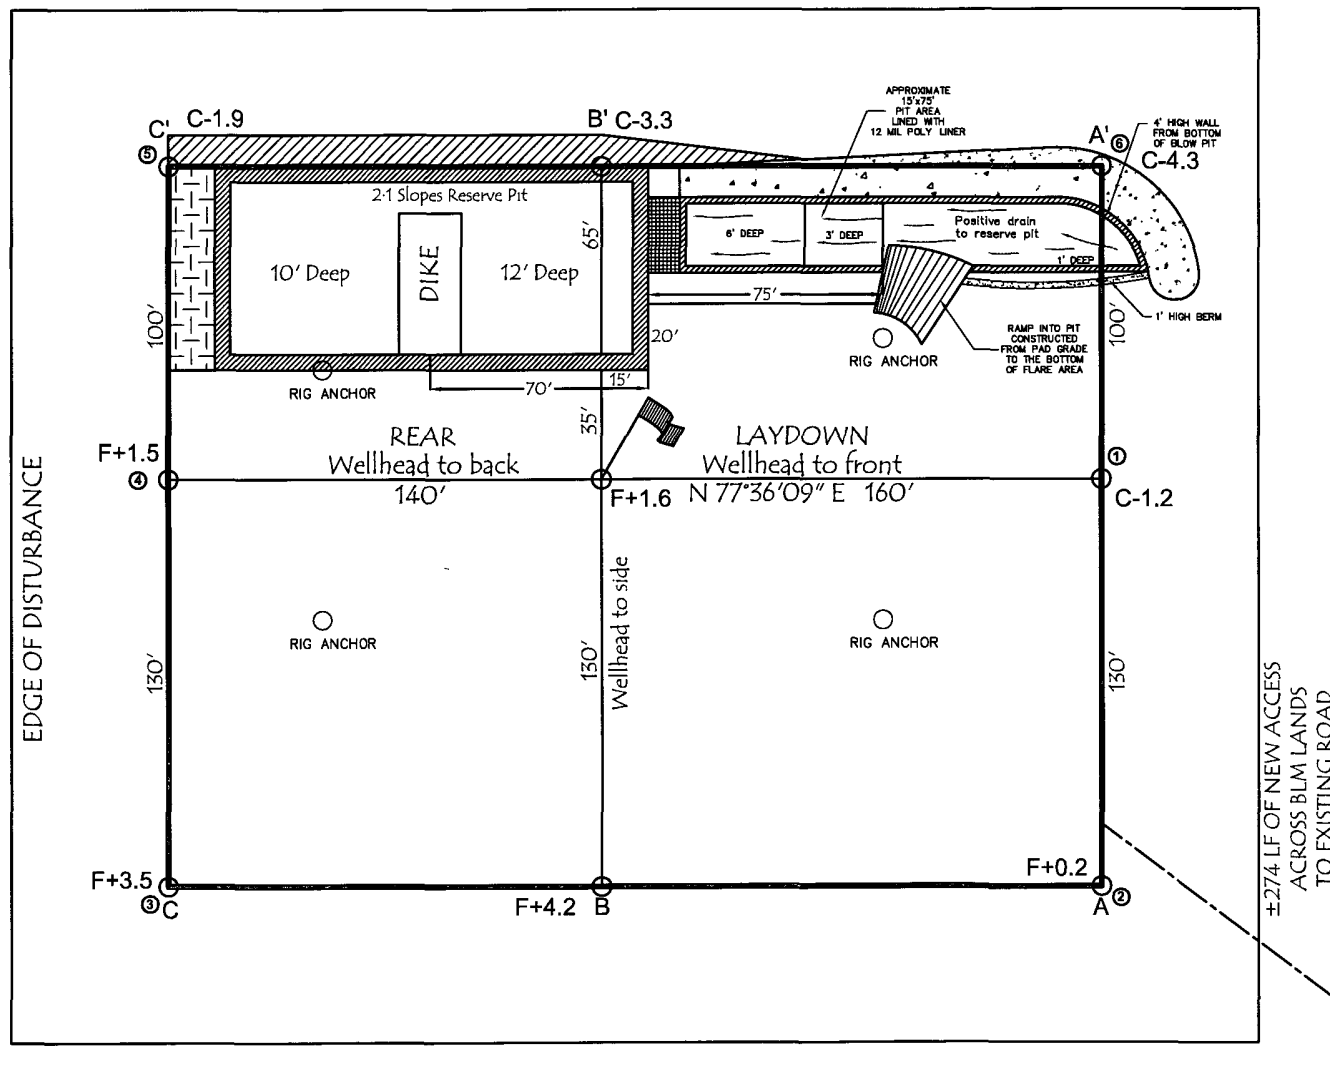 APPROXIMATE
15'x75'
PIT AREA
LINED WITH
12 MIL POLY LINER
4' HIGH WALL
FROM BOTTOM
OF BLOW PIT
C'
C-1.9
B'
C-3.3
A'
⑥
C-4.3
⑤
2-1 Slopes Reserve Pit
10' Deep
DIKE
12' Deep
65'
6' DEEP
3' DEEP
Positive drain
to reserve pit
1' DEEP
75'
1' HIGH BERM
100'
20'
100'
RAMP INTO PIT
CONSTRUCTED
FROM PAD GRADE
TO THE BOTTOM
OF FLARE AREA
RIG ANCHOR
RIG ANCHOR
70'
15'
35'
REAR
Wellhead to back
140'
LAYDOWN
Wellhead to front
N 77°36'09" E 160'
F+1.5
④
F+1.6
①
C-1.2
EDGE OF DISTURBANCE
RIG ANCHOR
RIG ANCHOR
130'
130'
Wellhead to side
130'
±274 LF OF NEW ACCESS
ACROSS BLM LANDS
TO EXISTING ROAD
F+3.5
③
C
F+4.2
B
F+0.2
A
②